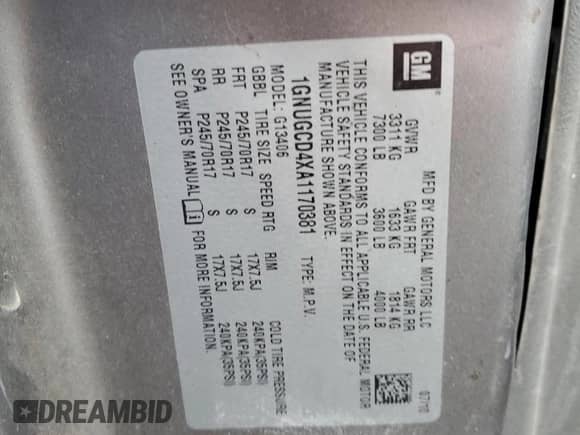 GM
MFD BY GENERAL MOTORS LLC 07/10
GVWR GAWR FRT GAWR RR
3311 KG 1633 KG 1814 KG
7300 LB 3600 LB 4000 LB
THIS VEHICLE CONFORMS TO ALL APPLICABLE U.S. FEDERAL MOTOR
VEHICLE SAFETY STANDARDS IN EFFECT ON THE DATE OF
MANUFACTURE SHOWN ABOVE.
1GNUGCD4XA1170381 TYPE: M.P.V.
MODEL: G13406
GBBL TIRE SIZE SPEED RTG RIM COLD TIRE PRESSURE
FRT P245/70R17 S 17X7.5J 240KPA(35PSI)
RR P245/70R17 S 17X7.5J 240KPA(35PSI)
SPA P245/70R17 S 17X7.5J 240KPA(35PSI)
SEE OWNER'S MANUAL FOR MORE INFORMATION.
DREAMBID